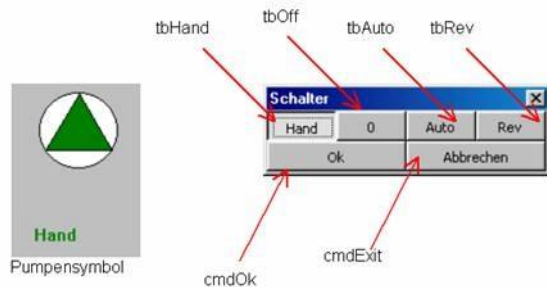 tbHand
tbOff
tbAuto
tbRev
Schalter
Hand
0
Auto
Rev
Ok
Abbrechen
Hand
Pumpensymbol
cmdOk
cmdExit